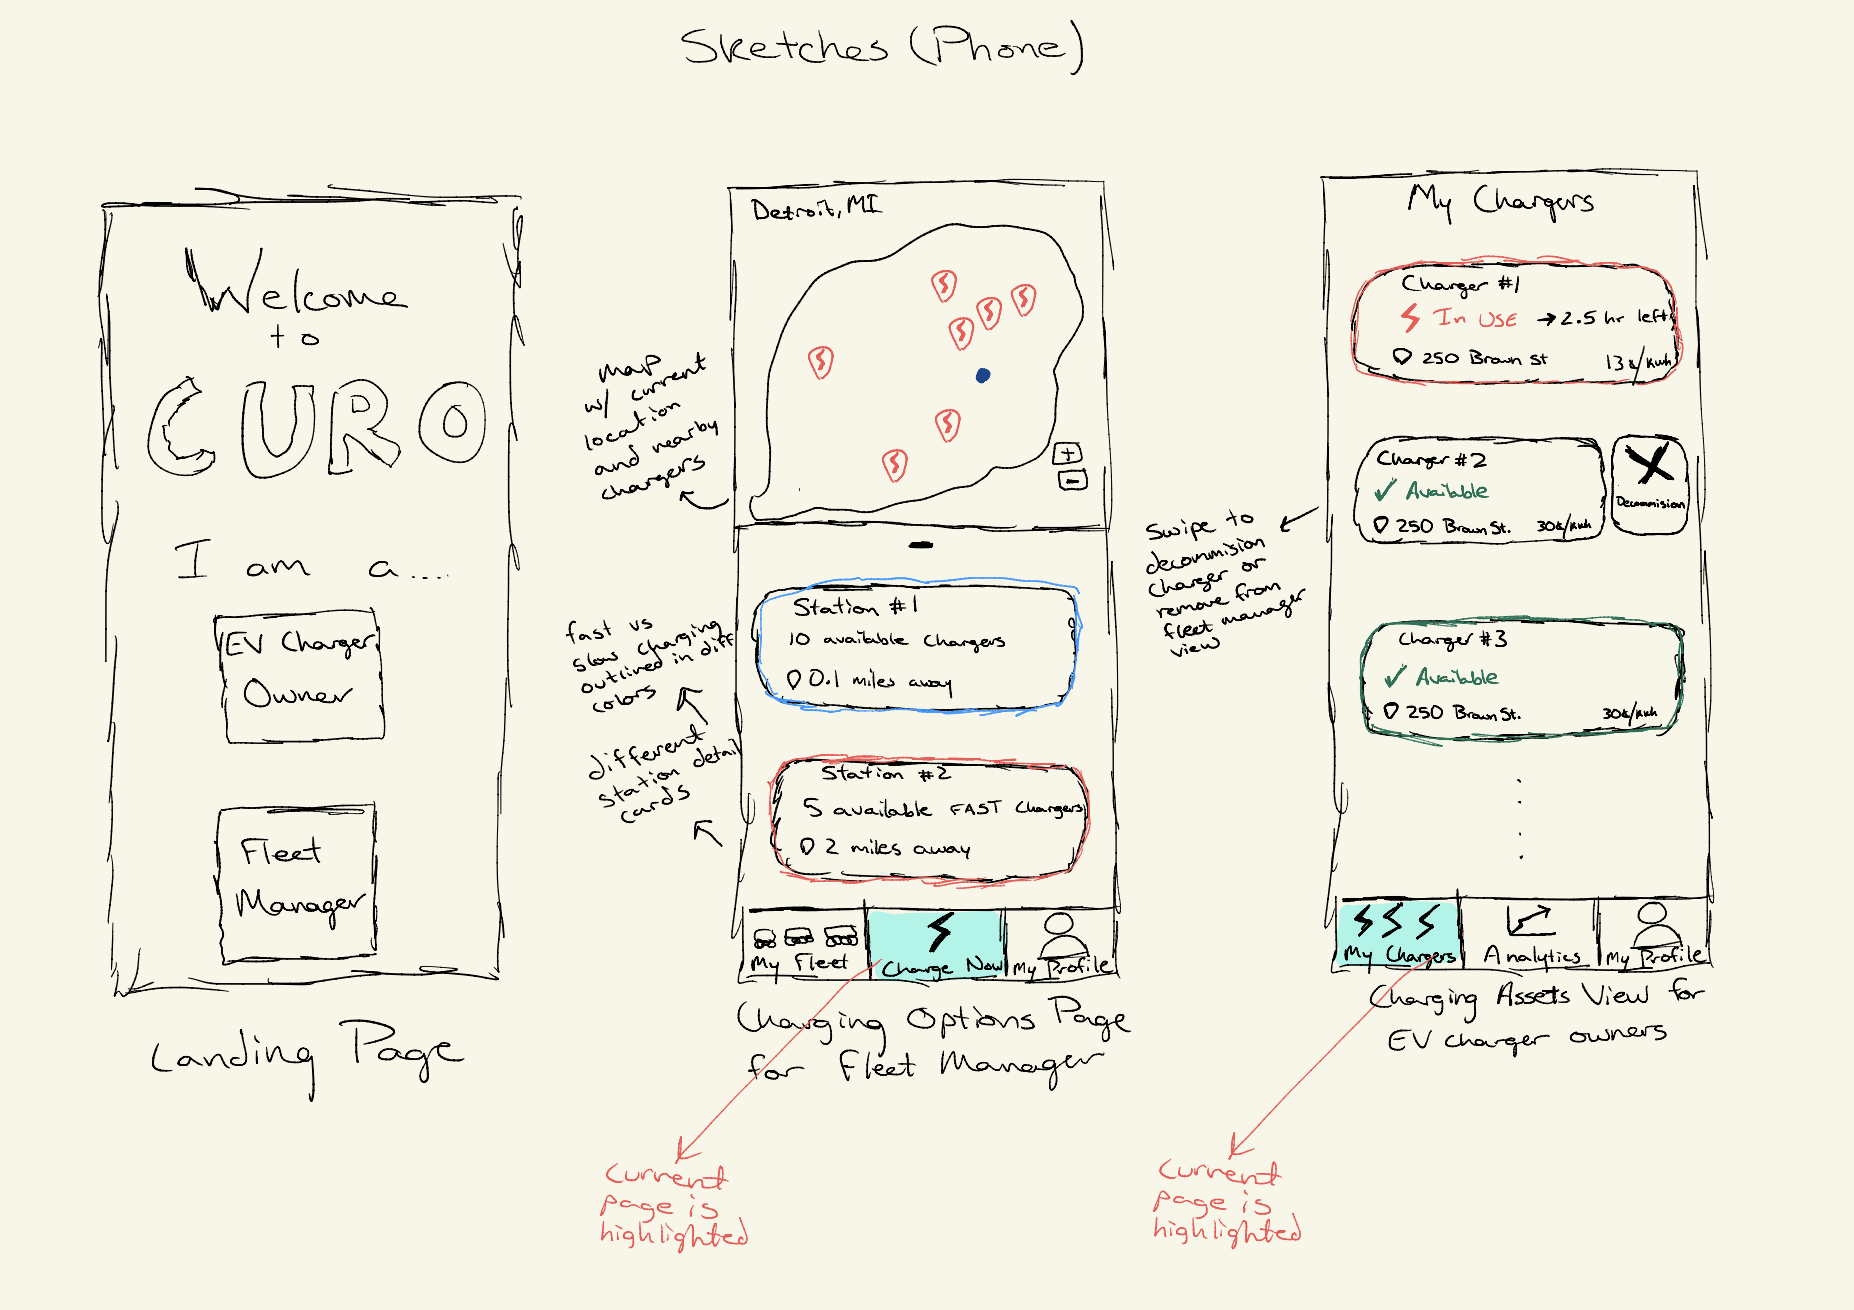 Sketches (Phone)
Welcome
to
CURO
I am a....
EV Charger
Owner
Fleet
Manager
Landing Page
map
w/ current
location
and nearby
chargers
fast vs
slow charging
outlined in diff
colors
different
station detail
cards
Detroit, MI
+
-
Station #1
10 available Chargers
0.1 miles away
Station #2
5 available FAST Chargers
2 miles away
My Fleet
Charge Now
My Profile
Charging Options Page
for Fleet Manager
Current
page is
highlighted
Swipe to
decommision
charger or
remove from
fleet manager
view
My Chargers
Charger #1
In USE → 2.5 hr left
250 Brown St 13¢/kwh
Charger #2
✓ Available
250 Brown St. 30¢/kwh
Decommision
Charger #3
✓ Available
250 Brown St. 30¢/kwh
My Chargers
Analytics
My Profile
Charging Assets View for
EV charger owners
Current
page is
highlighted